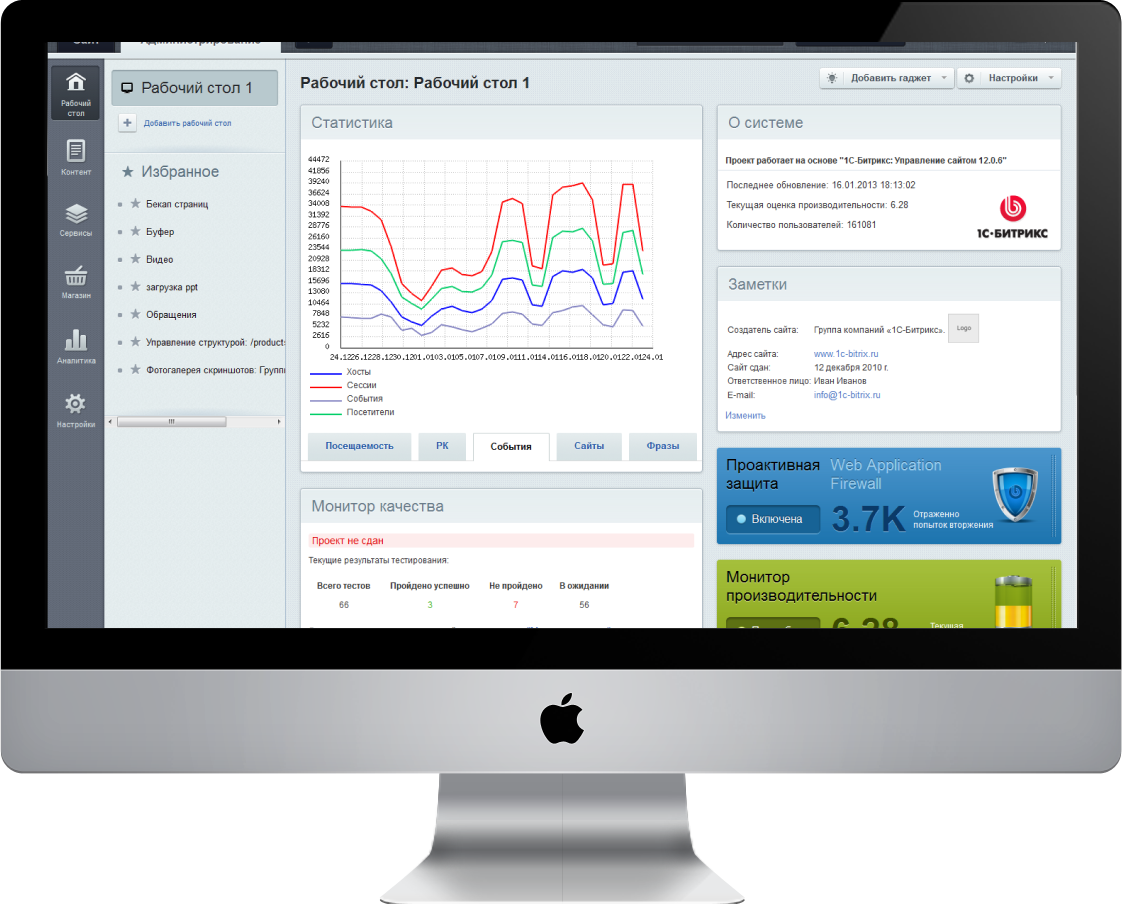 Сайт
Администрирование
Рабочий стол
Контент
Сервисы
Магазин
Аналитика
Настройки
Рабочий стол 1
Добавить рабочий стол
Избранное
Бекап страниц
Буфер
Видео
загрузка ppt
Обращения
Управление структурой: /products
Фотогалерея скриншотов: Групп
Рабочий стол: Рабочий стол 1
Добавить гаджет
Настройки
Статистика
44472
41856
39240
36624
34008
31392
28776
26160
23544
20928
18312
15696
13080
10464
7848
5232
2616
0
24.1226.1228.1230.1201.0103.0105.0107.0109.0111.0114.0116.0118.0120.0122.0124.01
Хосты
Сессии
События
Посетители
Посещаемость РК События Сайты Фразы
Монитор качества
Проект не сдан
Текущие результаты тестирования:
Всего тестов Пройдено успешно Не пройдено В ожидании
66 3 7 56
О системе
Проект работает на основе "1С-Битрикс: Управление сайтом 12.0.6"
Последнее обновление: 16.01.2013 18:13:02
Текущая оценка производительности: 6.28
Количество пользователей: 161081
1С-БИТРИКС
Заметки
Создатель сайта: Группа компаний «1С-Битрикс». Logo
Адрес сайта: www.1c-bitrix.ru
Сайт сдан: 12 декабря 2010 г.
Ответственное лицо: Иван Иванов
E-mail: info@1c-bitrix.ru
Изменить
Проактивная защита
Web Application Firewall
Включена
3.7K
Отраженно
попыток вторжения
Монитор
производительности
6.28
Текущая